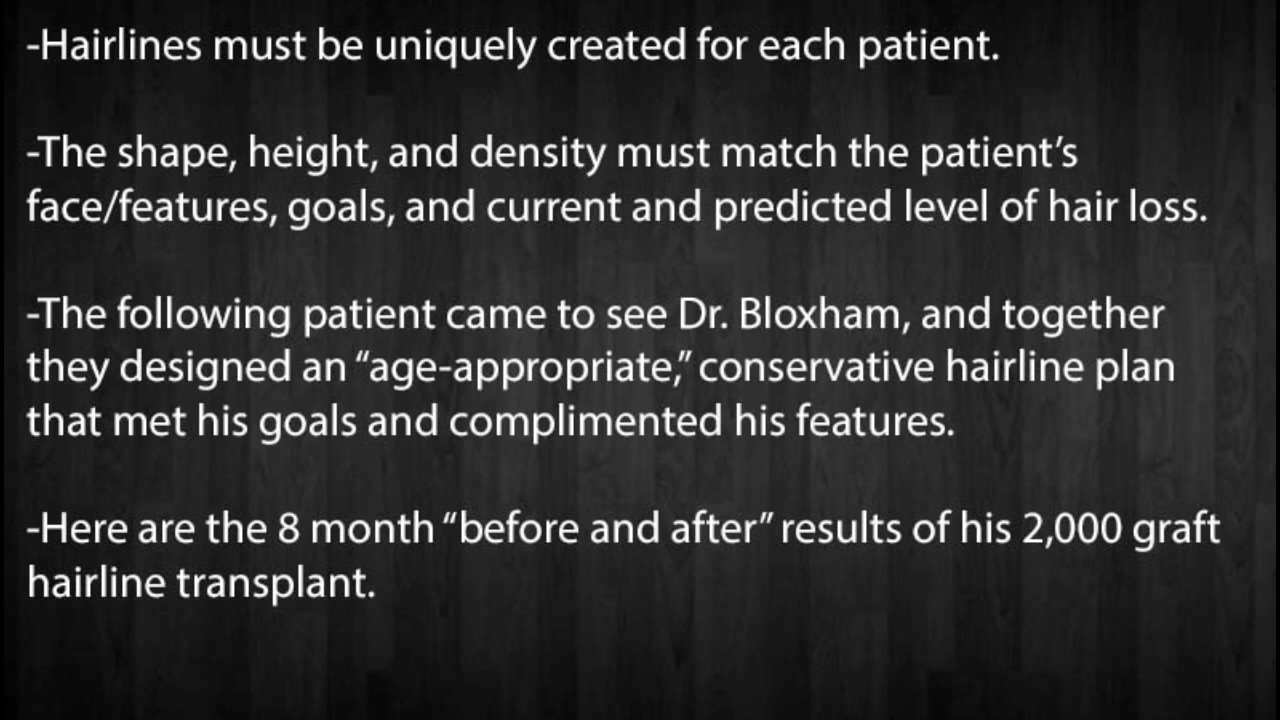 -Hairlines must be uniquely created for each patient.
-The shape, height, and density must match the patient’s
face/features, goals, and current and predicted level of hair loss.
-The following patient came to see Dr. Bloxham, and together
they designed an “age-appropriate,” conservative hairline plan
that met his goals and complimented his features.
-Here are the 8 month “before and after” results of his 2,000 graft
hairline transplant.